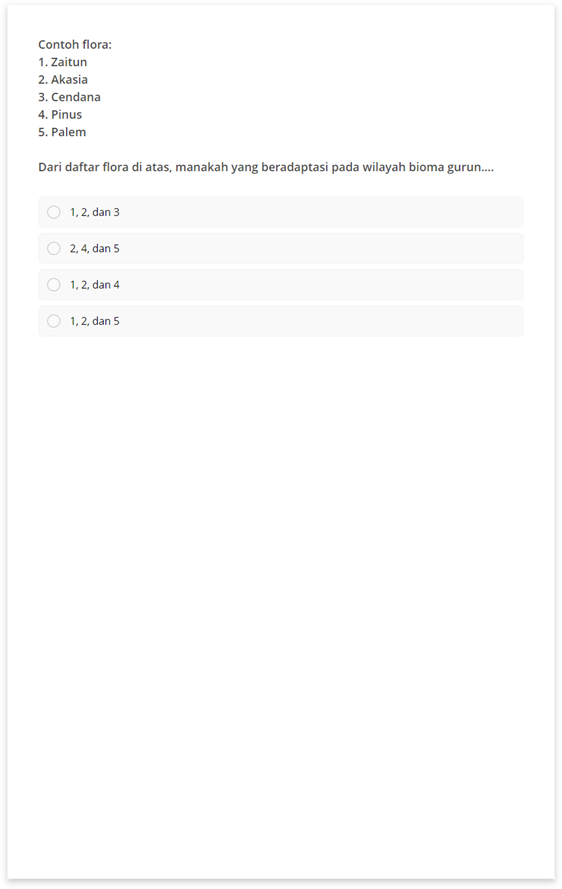 Contoh flora:
1. Zaitun
2. Akasia
3. Cendana
4. Pinus
5. Palem
Dari daftar flora di atas, manakah yang beradaptasi pada wilayah bioma gurun....
1, 2, dan 3
2, 4, dan 5
1, 2, dan 4
1, 2, dan 5